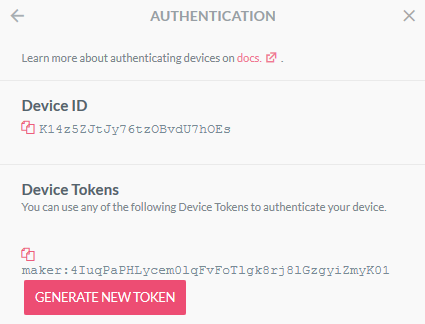 AUTHENTICATION
Learn more about authenticating devices on docs. .
Device ID
K14z5ZJtJy76tzOBvdU7hOEs
Device Tokens
You can use any of the following Device Tokens to authenticate your device.
maker:4IuqPaPHLycem0lqFvFoTlgk8rj8lGzgyiZmyK01
GENERATE NEW TOKEN